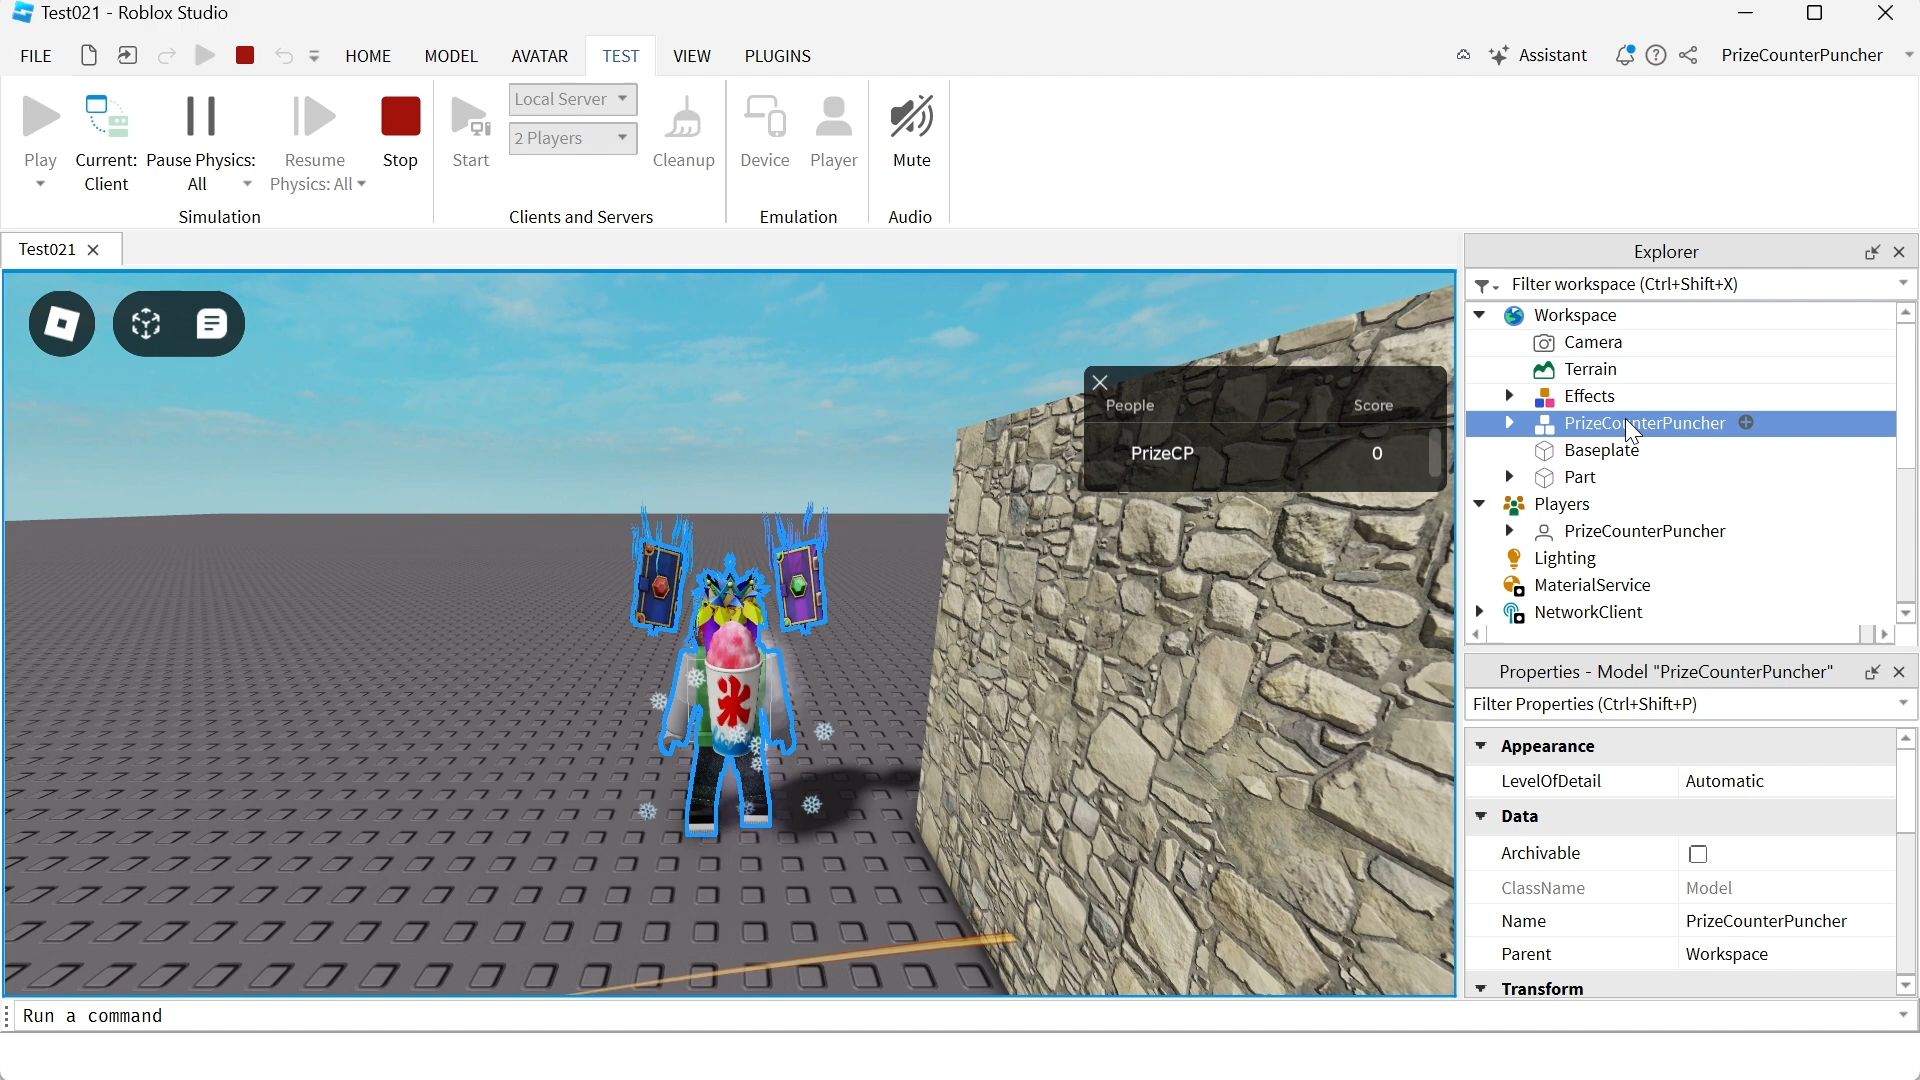 Test021 - Roblox Studio
FILE HOME MODEL AVATAR TEST VIEW PLUGINS Assistant PrizeCounterPuncher
Play
Current: Client
Pause Physics: All
Resume Physics: All
Stop
Simulation
Start
Local Server
2 Players
Cleanup
Clients and Servers
Device
Player
Emulation
Mute
Audio
Test021
People Score
PrizeCP 0
氷
Explorer
Filter workspace (Ctrl+Shift+X)
Workspace
Camera
Terrain
Effects
PrizeCounterPuncher
Baseplate
Part
Players
PrizeCounterPuncher
Lighting
MaterialService
NetworkClient
Properties - Model "PrizeCounterPuncher"
Filter Properties (Ctrl+Shift+P)
Appearance
LevelOfDetail Automatic
Data
Archivable
ClassName Model
Name PrizeCounterPuncher
Parent Workspace
Transform
Run a command